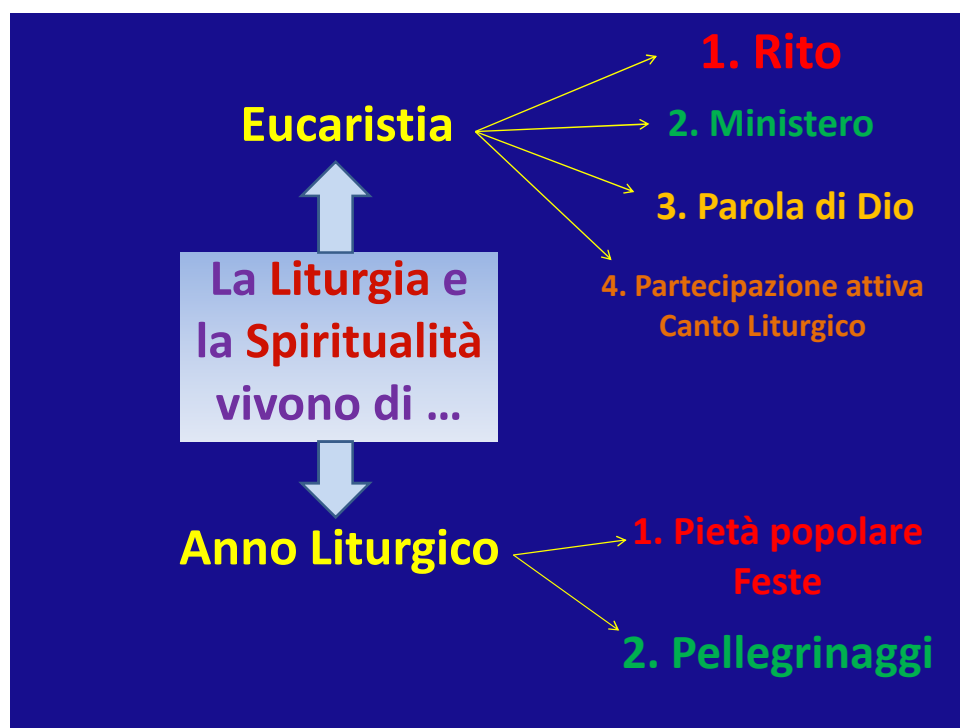 Eucaristia
1. Rito
2. Ministero
3. Parola di Dio
4. Partecipazione attiva
Canto Liturgico
La Liturgia e
la Spiritualità
vivono di ...
Anno Liturgico
1. Pietà popolare
Feste
2. Pellegrinaggi